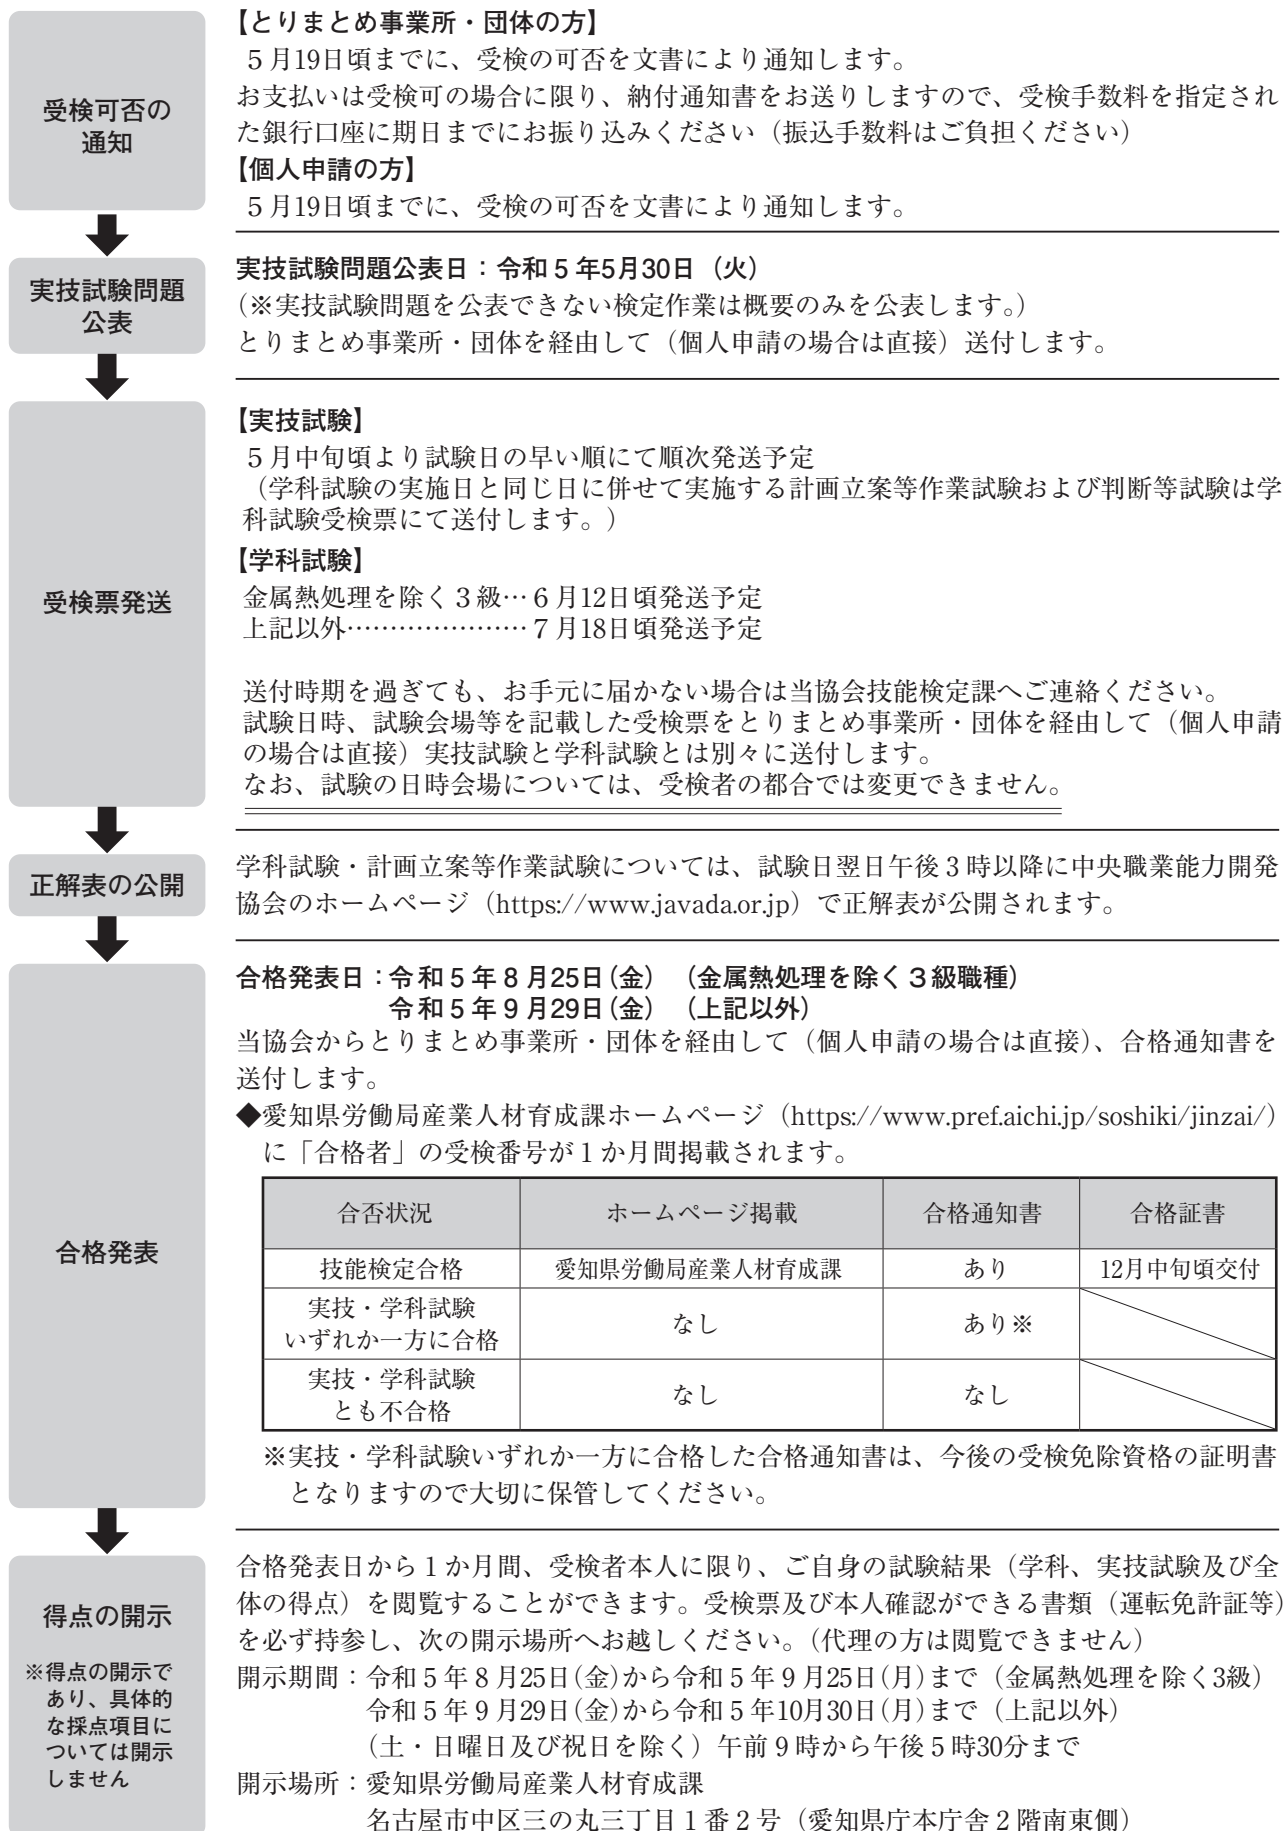 受検可否の
通知
【とりまとめ事業所・団体の方】
５月19日頃までに、受検の可否を文書により通知します。
お支払いは受検可の場合に限り、納付通知書をお送りしますので、受検手数料を指定され
た銀行口座に期日までにお振り込みください（振込手数料はご負担ください）
【個人申請の方】
５月19日頃までに、受検の可否を文書により通知します。
実技試験問題
公表
実技試験問題公表日：令和５年5月30日（火）
（※実技試験問題を公表できない検定作業は概要のみを公表します。）
とりまとめ事業所・団体を経由して（個人申請の場合は直接）送付します。
受検票発送
【実技試験】
５月中旬頃より試験日の早い順にて順次発送予定
（学科試験の実施日と同じ日に併せて実施する計画立案等作業試験および判断等試験は学
科試験受検票にて送付します。）
【学科試験】
金属熱処理を除く３級…６月12日頃発送予定
上記以外…………………７月18日頃発送予定
送付時期を過ぎても、お手元に届かない場合は当協会技能検定課へご連絡ください。
試験日時、試験会場等を記載した受検票をとりまとめ事業所・団体を経由して（個人申請
の場合は直接）実技試験と学科試験とは別々に送付します。
なお、試験の日時会場については、受検者の都合では変更できません。
正解表の公開
学科試験・計画立案等作業試験については、試験日翌日午後３時以降に中央職業能力開発
協会のホームページ（https://www.javada.or.jp）で正解表が公開されます。
合格発表
合格発表日：令和５年８月25日（金）（金属熱処理を除く３級職種）
令和５年９月29日（金）（上記以外）
当協会からとりまとめ事業所・団体を経由して（個人申請の場合は直接）、合格通知書を
送付します。
◆愛知県労働局産業人材育成課ホームページ（https://www.pref.aichi.jp/soshiki/jinzai/）
に「合格者」の受検番号が１か月間掲載されます。
合否状況 ホームページ掲載 合格通知書 合格証書
技能検定合格 愛知県労働局産業人材育成課 あり 12月中旬頃交付
実技・学科試験
いずれか一方に合格 なし あり※
実技・学科試験
とも不合格 なし なし
※実技・学科試験いずれか一方に合格した合格通知書は、今後の受検免除資格の証明書
となりますので大切に保管してください。
得点の開示
※得点の開示で
あり、具体的
な採点項目に
ついては開示
しません
合格発表日から１か月間、受検者本人に限り、ご自身の試験結果（学科、実技試験及び全
体の得点）を閲覧することができます。受検票及び本人確認ができる書類（運転免許証等）
を必ず持参し、次の開示場所へお越しください。（代理の方は閲覧できません）
開示期間：令和５年８月25日（金）から令和５年９月25日（月）まで（金属熱処理を除く3級）
令和５年９月29日（金）から令和５年10月30日（月）まで（上記以外）
（土・日曜日及び祝日を除く）午前９時から午後５時30分まで
開示場所：愛知県労働局産業人材育成課
名古屋市中区三の丸三丁目１番２号（愛知県庁本庁舎２階南東側）